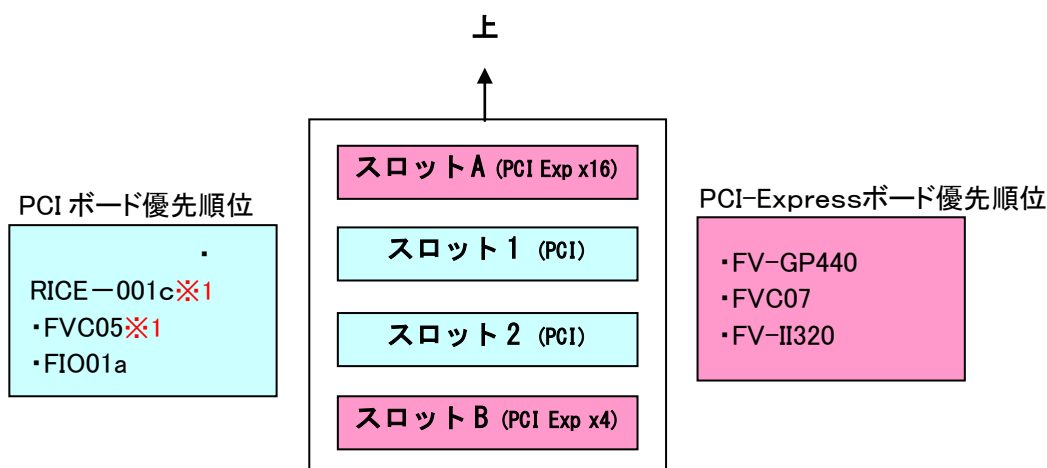 上
スロットA (PCI Exp x16)
スロット1 (PCI)
スロット2 (PCI)
スロットB (PCI Exp x4)
PCI ボード優先順位
・
RICE－001c※1
・FVC05※1
・FIO01a
PCI-Expressボード優先順位
・FV-GP440
・FVC07
・FV-II320